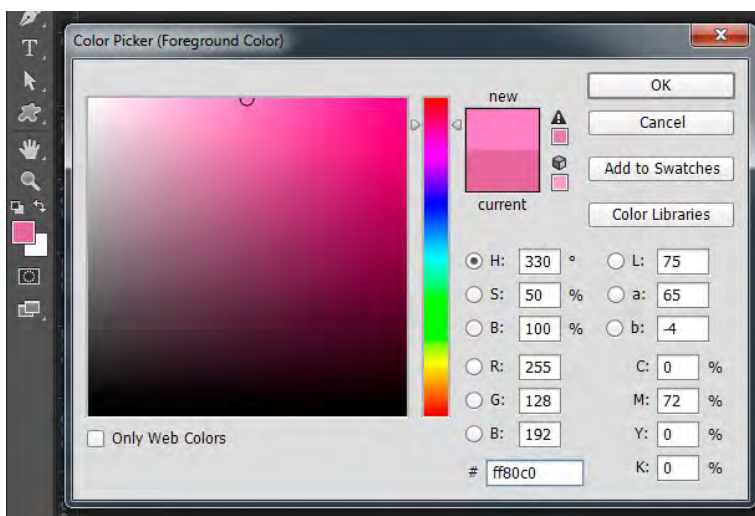 T
Color Picker (Foreground Color)
X
OK
new
Cancel
Add to Swatches
current
Color Libraries
H: 330 °
L: 75
S: 50 %
a: 65
B: 100 %
b: -4
R: 255
C: 0 %
G: 128
M: 72 %
B: 192
Y: 0 %
# ff80c0
K: 0 %
Only Web Colors